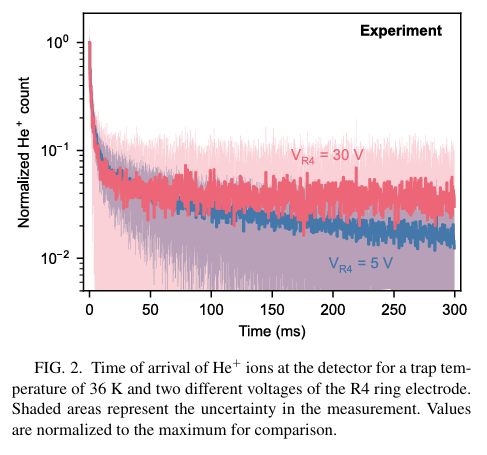 Experiment
10⁰
10⁻¹
10⁻²
Normalized He⁺ count
V_R4 = 30 V
V_R4 = 5 V
0 50 100 150 200 250 300
Time (ms)
FIG. 2. Time of arrival of He⁺ ions at the detector for a trap tem-
perature of 36 K and two different voltages of the R4 ring electrode.
Shaded areas represent the uncertainty in the measurement. Values
are normalized to the maximum for comparison.